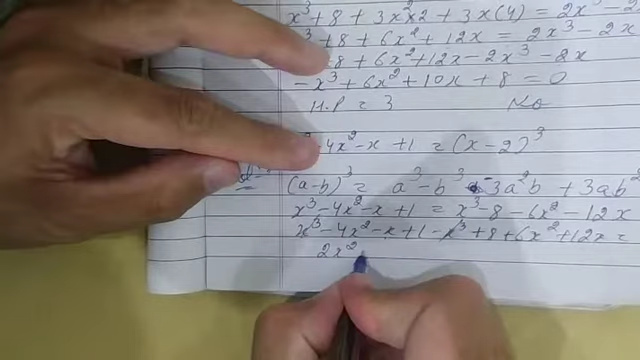 x³ + 8 + 3x²x2 + 3x(4) = 2x³ - 2
+ 8 + 6x² + 12x = 2x³ - 2x
8 + 6x² + 12x - 2x³ - 2x
- x³ + 6x² + 10x + 8 = 0
H.P = 3 No
- 4x² - x + 1 = (x - 2)³
(a-b)³ = a³ - b³ - 3a²b + 3ab²
x³ - 4x² - x + 1 = x³ - 8 - 6x² - 12x
x³ - 4x² - x + 1 - x³ + 8 + 6x² + 12x =
2x²